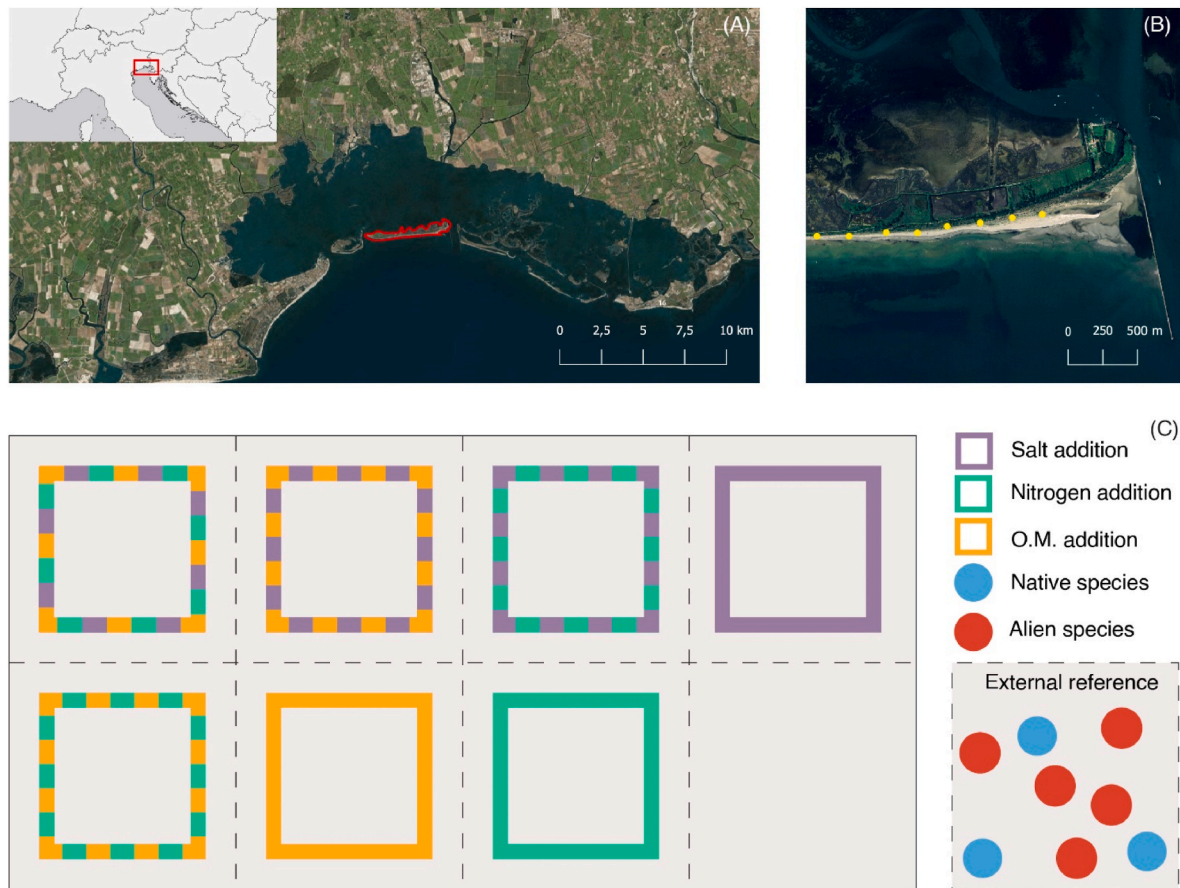 (A)
0 2,5 5 7,5 10 km
(B)
0 250 500 m
(C)
Salt addition
Nitrogen addition
O.M. addition
Native species
Alien species
External reference